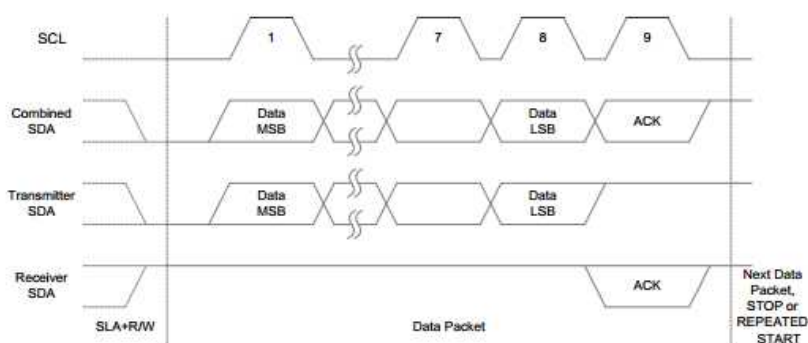 SCL
1
7
8
9
Combined
SDA
Data
MSB
Data
LSB
ACK
Transmitter
SDA
Data
MSB
Data
LSB
Receiver
SDA
ACK
SLA+R/W
Data Packet
Next Data
Packet,
STOP or
REPEATED
START